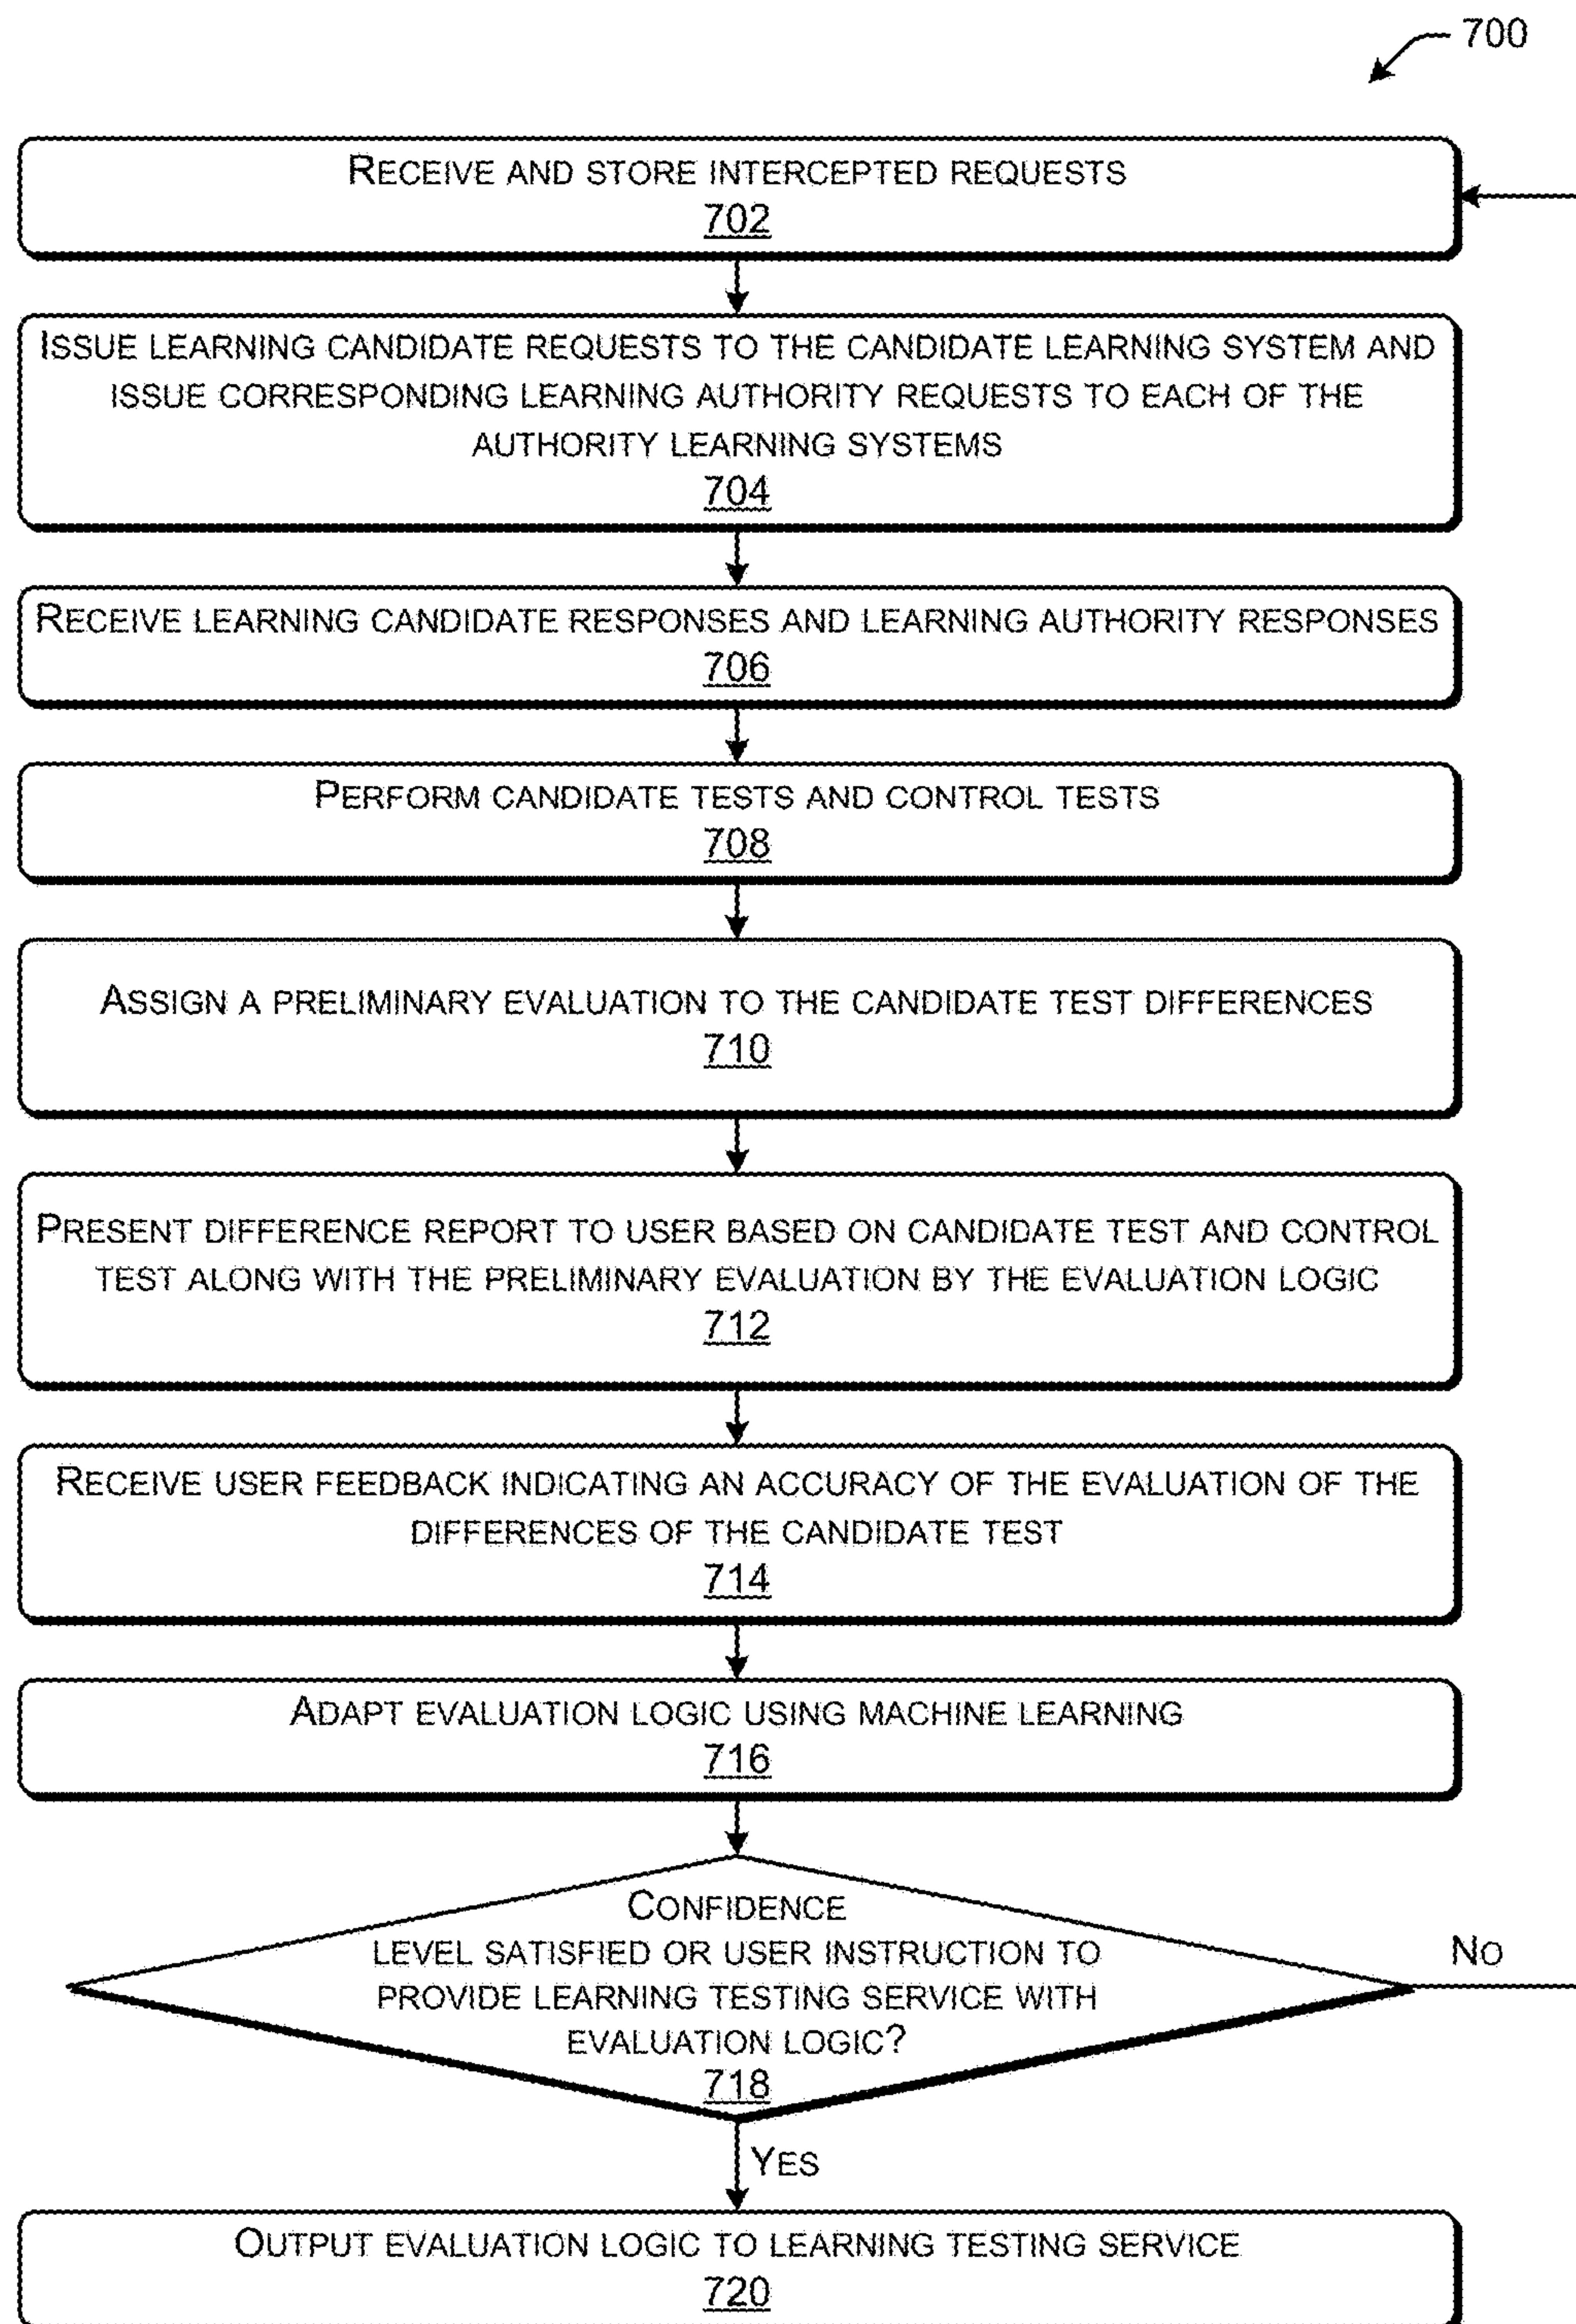 700
RECEIVE AND STORE INTERCEPTED REQUESTS
702
ISSUE LEARNING CANDIDATE REQUESTS TO THE CANDIDATE LEARNING SYSTEM AND
ISSUE CORRESPONDING LEARNING AUTHORITY REQUESTS TO EACH OF THE
AUTHORITY LEARNING SYSTEMS
704
RECEIVE LEARNING CANDIDATE RESPONSES AND LEARNING AUTHORITY RESPONSES
706
PERFORM CANDIDATE TESTS AND CONTROL TESTS
708
ASSIGN A PRELIMINARY EVALUATION TO THE CANDIDATE TEST DIFFERENCES
710
PRESENT DIFFERENCE REPORT TO USER BASED ON CANDIDATE TEST AND CONTROL
TEST ALONG WITH THE PRELIMINARY EVALUATION BY THE EVALUATION LOGIC
712
RECEIVE USER FEEDBACK INDICATING AN ACCURACY OF THE EVALUATION OF THE
DIFFERENCES OF THE CANDIDATE TEST
714
ADAPT EVALUATION LOGIC USING MACHINE LEARNING
716
CONFIDENCE
LEVEL SATISFIED OR USER INSTRUCTION TO
PROVIDE LEARNING TESTING SERVICE WITH
EVALUATION LOGIC?
718
NO
YES
OUTPUT EVALUATION LOGIC TO LEARNING TESTING SERVICE
720